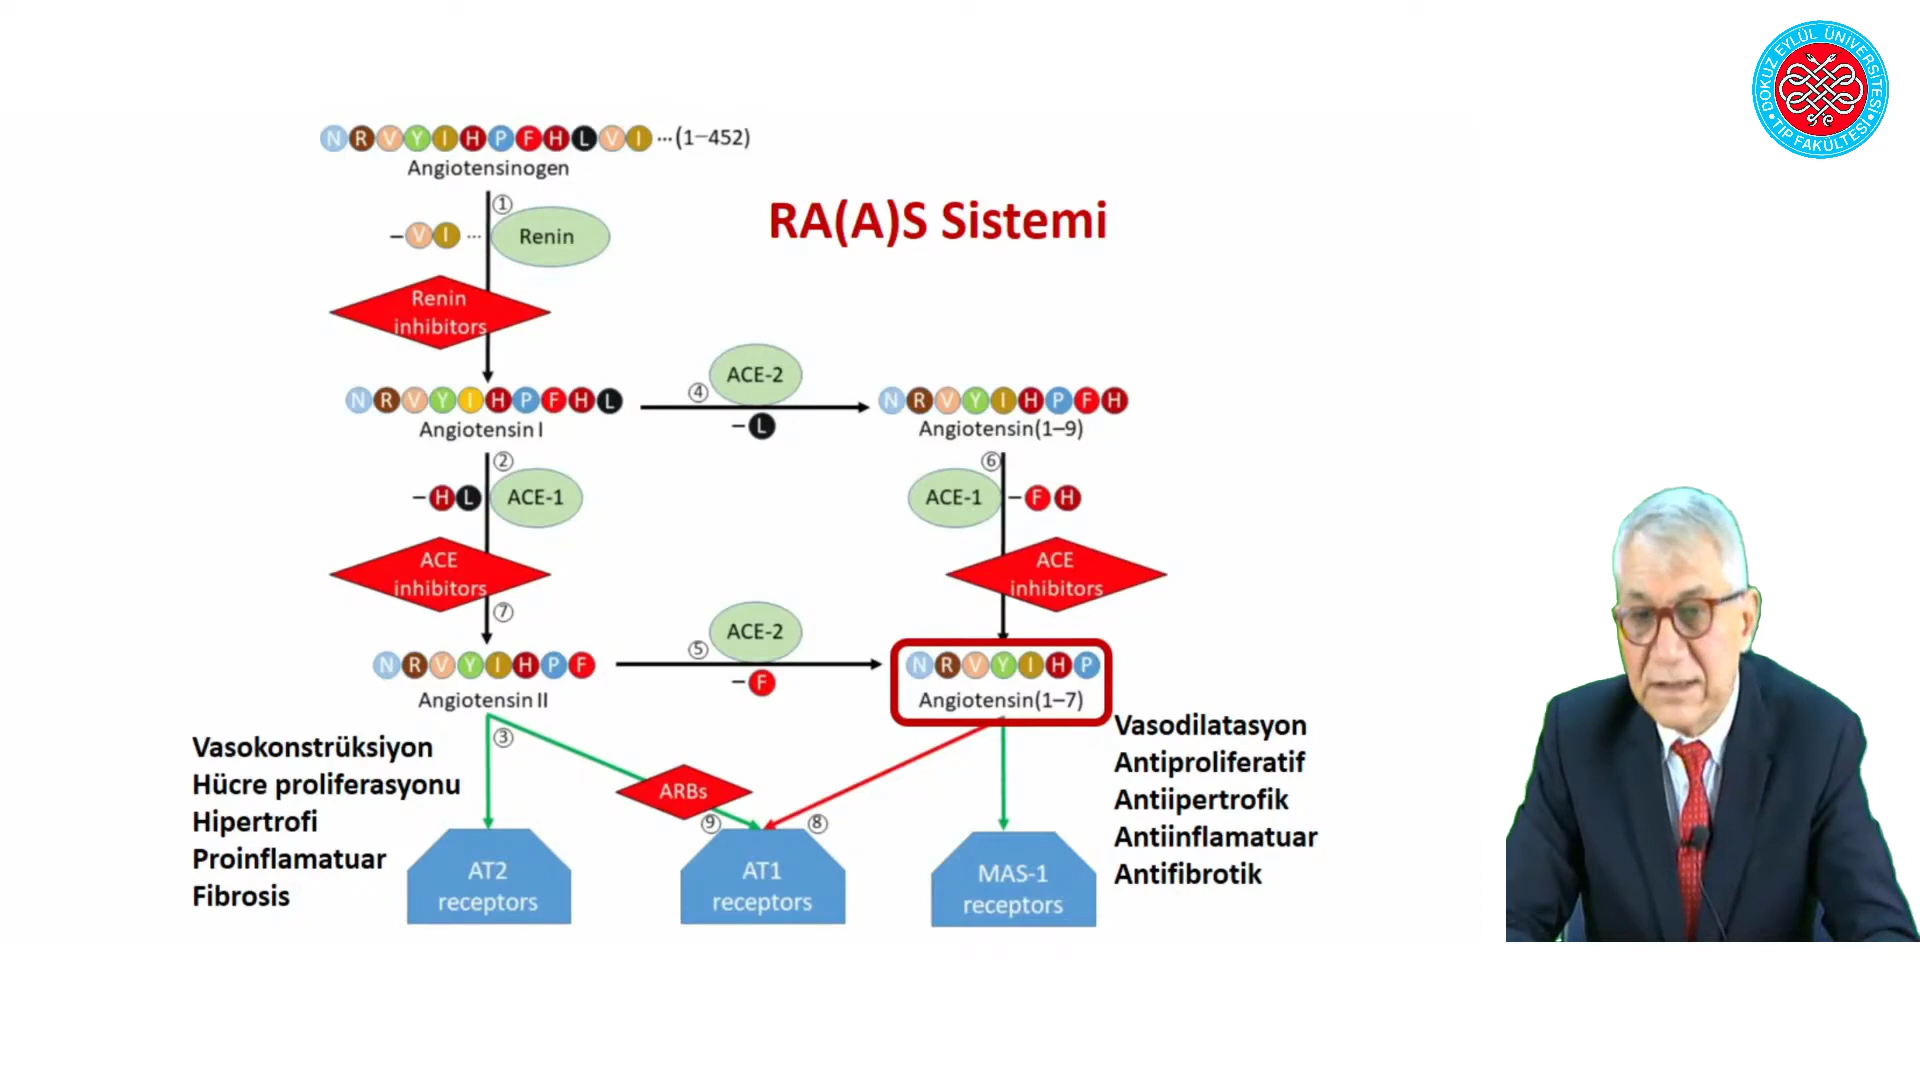 DOKUZ EYLÜL ÜNİVERSİTESİ
• TIP FAKÜLTESİ •
N R V Y I H P F H L V I ···(1–452)
Angiotensinogen
RA(A)S Sistemi
①
–V I ···
Renin
Renin
inhibitors
N R V Y I H P F H L
Angiotensin I
④
ACE-2
–L
N R V Y I H P F H
Angiotensin(1–9)
②
–H L
ACE-1
ACE
inhibitors
⑦
⑥
ACE-1
–F H
ACE
inhibitors
N R V Y I H P F
Angiotensin II
⑤
ACE-2
–F
N R V Y I H P
Angiotensin(1–7)
Vasokonstrüksiyon
Hücre proliferasyonu
Hipertrofi
Proinflamatuar
Fibrosis
③
ARBs
⑨
⑧
Vasodilatasyon
Antiproliferatif
Antiipertrofik
Antiinflamatuar
Antifibrotik
AT2
receptors
AT1
receptors
MAS-1
receptors